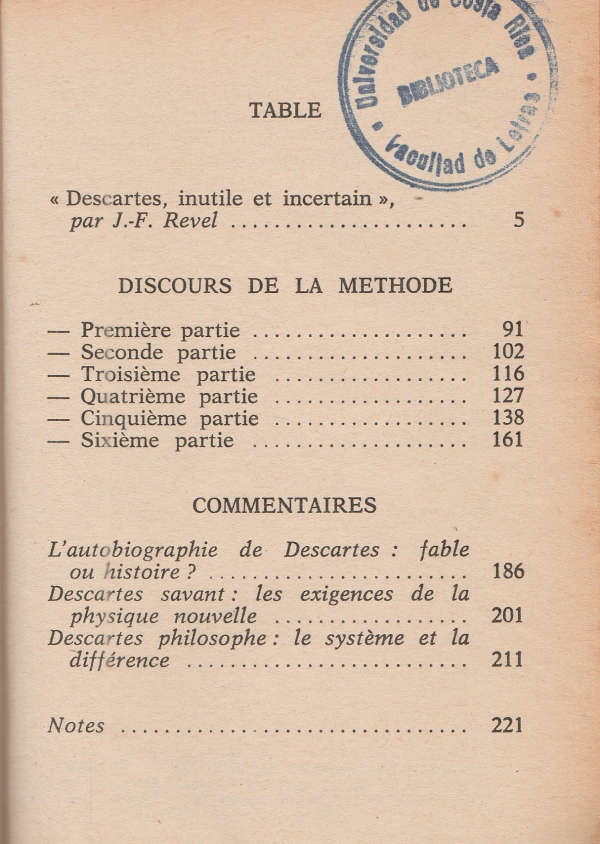 Universidad de Costa Rica
BIBLIOTECA
Facultad de Letras
TABLE
« Descartes, inutile et incertain »,
par J.-F. Revel ...................... 5
DISCOURS DE LA METHODE
— Première partie .................... 91
— Seconde partie .................... 102
— Troisième partie .................. 116
— Quatrième partie .................. 127
— Cinquième partie .................. 138
— Sixième partie .................... 161
COMMENTAIRES
L'autobiographie de Descartes : fable
ou histoire ? ........................ 186
Descartes savant : les exigences de la
physique nouvelle .................. 201
Descartes philosophe : le système et la
différence .......................... 211
Notes ................................ 221